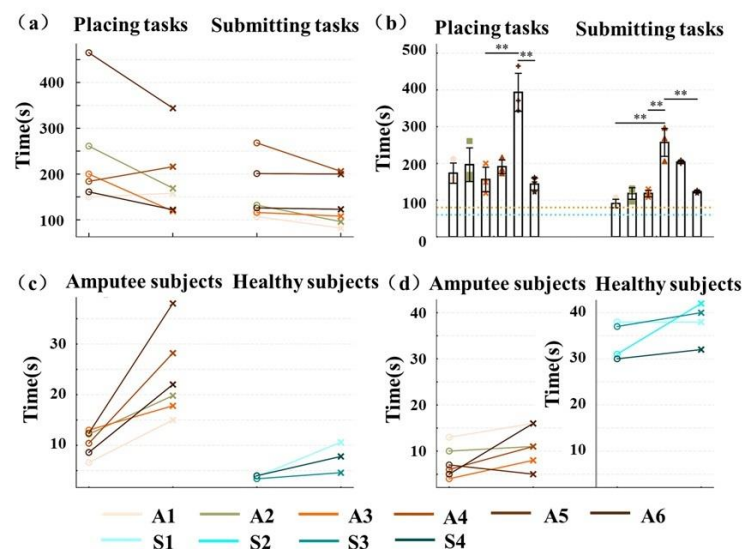 (a) Placing tasks Submitting tasks
Time(s)
400
300
200
100
(b) Placing tasks Submitting tasks
Time(s)
500
400
300
200
100
0
** **
** ** **
(c) Amputee subjects Healthy subjects
Time(s)
30
20
10
(d) Amputee subjects Healthy subjects
Time(s)
40
30
20
10
Time(s)
40
30
20
10
A1 A2 A3 A4 A5 A6
S1 S2 S3 S4